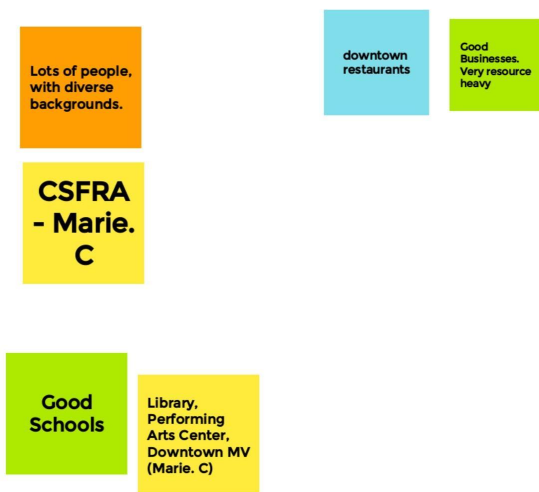 Lots of people,
with diverse
backgrounds.
downtown
restaurants
Good
Businesses.
Very resource
heavy
CSFRA
- Marie.
C
Good
Schools
Library,
Performing
Arts Center,
Downtown MV
(Marie. C)